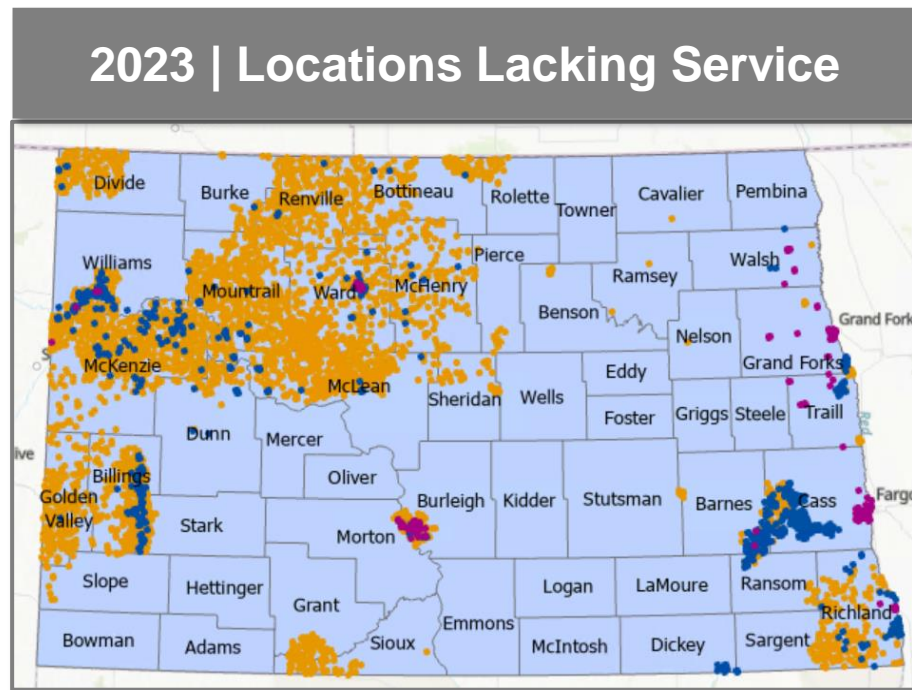 2023 | Locations Lacking Service
Divide
Burke
Renville
Bottineau
Rolette
Towner
Cavalier
Pembina
Williams
Mountrail
Ward
McHenry
Pierce
Benson
Ramsey
Walsh
Nelson
Grand Forks
Grand Fork
McKenzie
McLean
Sheridan
Wells
Eddy
Foster
Griggs
Steele
Traill
Red
Dunn
Mercer
Oliver
Billings
Golden
Valley
Stark
Morton
Burleigh
Kidder
Stutsman
Barnes
Cass
Fargo
ive
S
Slope
Hettinger
Grant
Sioux
Emmons
Logan
LaMoure
Ransom
Richland
Bowman
Adams
McIntosh
Dickey
Sargent